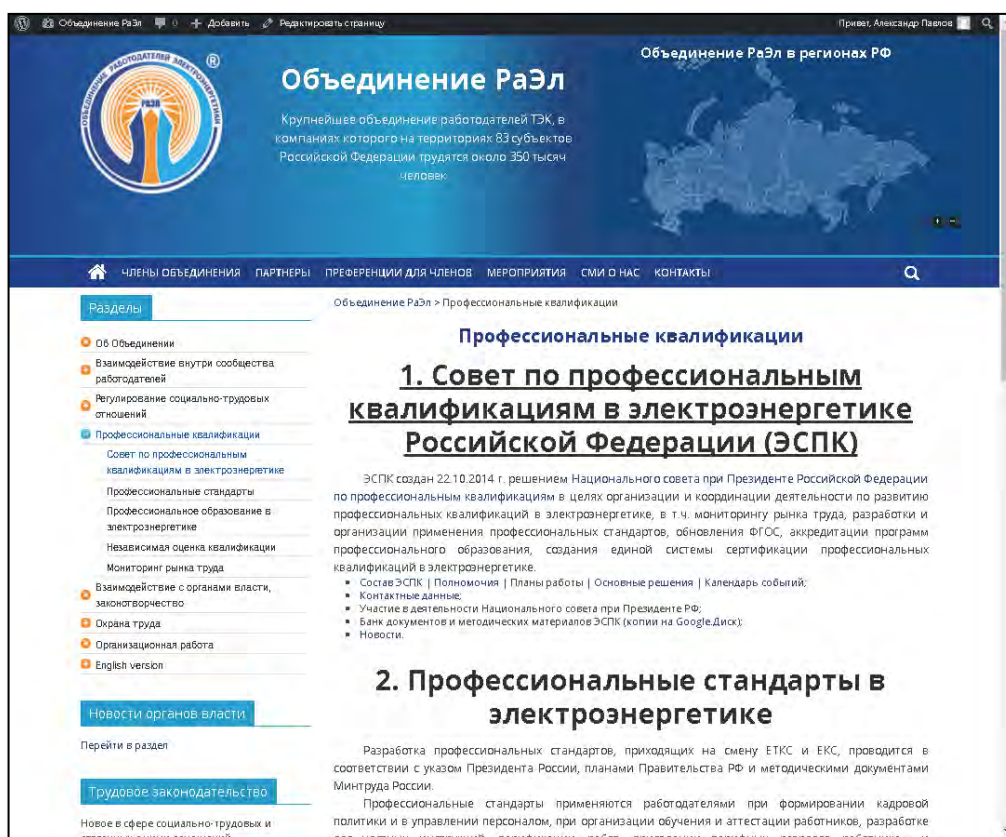 Объединение РаЭл
0
Добавить
Редактировать страницу
Привет, Александр Павлов
ОБЪЕДИНЕНИЕ РАБОТОДАТЕЛЕЙ ЭЛЕКТРОЭНЕРГЕТИКИ
РАЭЛ
®
Объединение РаЭл
Крупнейшее объединение работодателей ТЭК, в
компаниях которого на территориях 83 субъектов
Российской Федерации трудятся около 350 тысяч
человек
Объединение РаЭл в регионах РФ
+ −
ЧЛЕНЫ ОБЪЕДИНЕНИЯ ПАРТНЕРЫ ПРЕФЕРЕНЦИИ ДЛЯ ЧЛЕНОВ МЕРОПРИЯТИЯ СМИ О НАС КОНТАКТЫ
Разделы
Об Объединении
Взаимодействие внутри сообщества
работодателей
Регулирование социально-трудовых
отношений
Профессиональные квалификации
Совет по профессиональным
квалификациям в электроэнергетике
Профессиональные стандарты
Профессиональное образование в
электроэнергетике
Независимая оценка квалификации
Мониторинг рынка труда
Взаимодействие с органами власти,
законотворчество
Охрана труда
Организационная работа
English version
Новости органов власти
Перейти в раздел
Трудовое законодательство
Новое в сфере социально-трудовых и
Объединение РаЭл > Профессиональные квалификации
Профессиональные квалификации
1. Совет по профессиональным
квалификациям в электроэнергетике
Российской Федерации (ЭСПК)
ЭСПК создан 22.10.2014 г. решением Национального совета при Президенте Российской Федерации
по профессиональным квалификациям в целях организации и координации деятельности по развитию
профессиональных квалификаций в электроэнергетике, в т.ч. мониторингу рынка труда, разработки и
организации применения профессиональных стандартов, обновления ФГОС, аккредитации программ
профессионального образования, создания единой системы сертификации профессиональных
квалификаций в электроэнергетике.
Состав ЭСПК | Полномочия | Планы работы | Основные решения | Календарь событий;
Контактные данные;
Участие в деятельности Национального совета при Президенте РФ;
Банк документов и методических материалов ЭСПК (копии на Google.Диск);
Новости.
2. Профессиональные стандарты в
электроэнергетике
Разработка профессиональных стандартов, приходящих на смену ЕТКС и ЕКС, проводится в
соответствии с указом Президента России, планами Правительства РФ и методическими документами
Минтруда России.
Профессиональные стандарты применяются работодателями при формировании кадровой
политики и в управлении персоналом, при организации обучения и аттестации работников, разработке